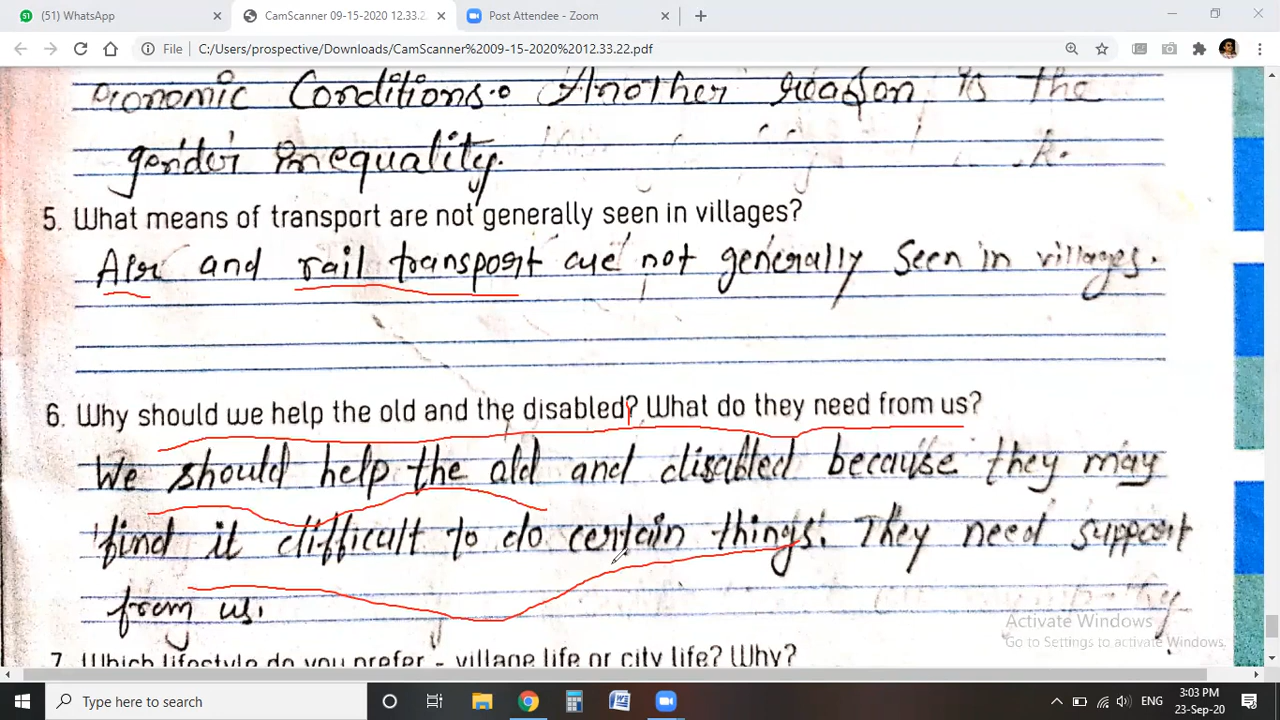 (51) WhatsApp
CamScanner 09-15-2020 12.33.2
Post Attendee - Zoom
File
C:/Users/prospective/Downloads/CamScanner%2009-15-2020%2012.33.22.pdf
economic Conditions. Another reason is the
gender inequality.
5. What means of transport are not generally seen in villages?
Air and rail transport are not generally seen in villages.
6. Why should we help the old and the disabled? What do they need from us?
We should help the old and disabled because they may
find it difficult to do certain things. They need support
from us.
Activate Windows
Go to Settings to activate Windows.
7. Which lifestyle do you prefer - village life or city life? Why?
Type here to search
ENG
3:03 PM
23-Sep-20